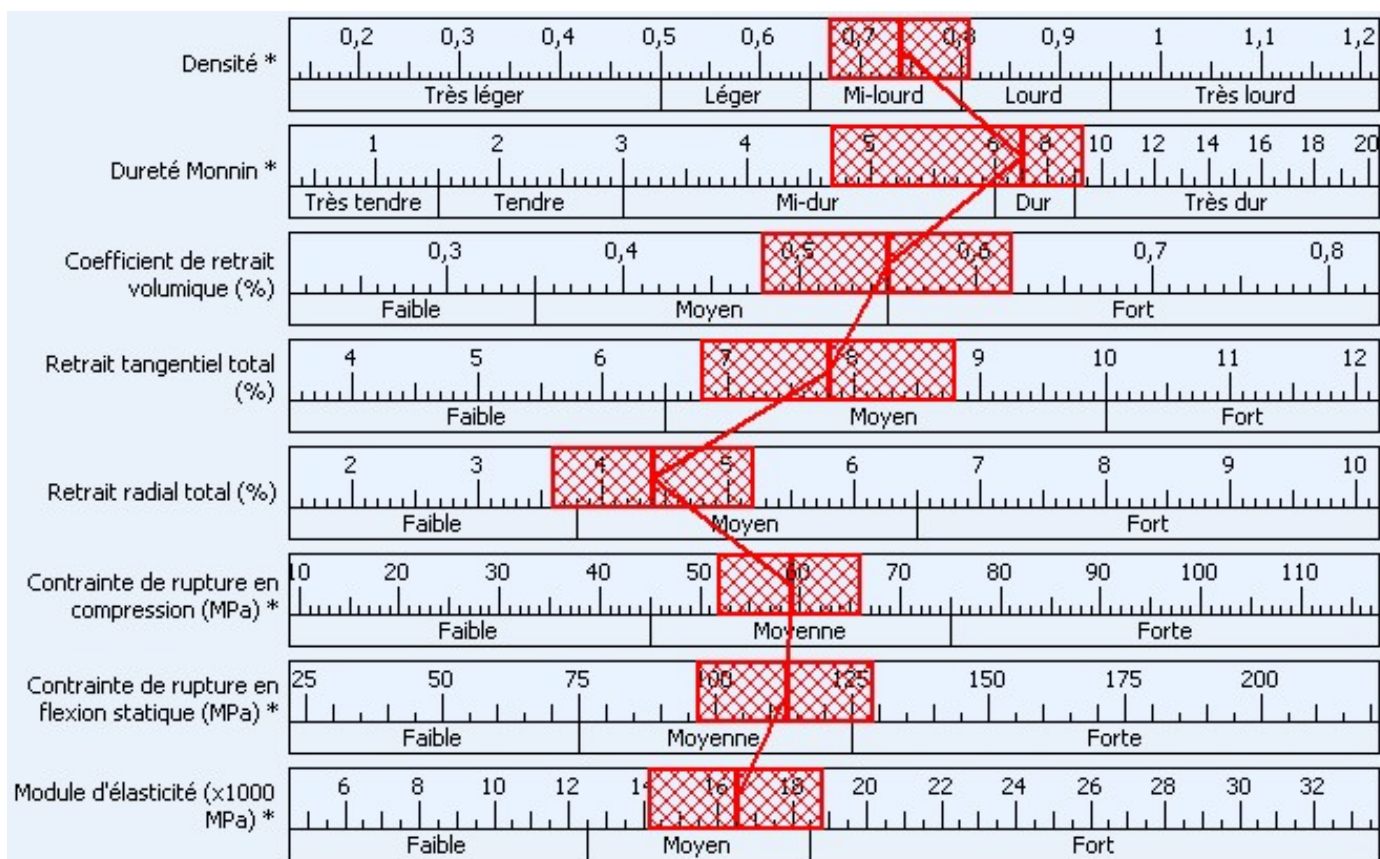 0,2 0,3 0,4 0,5 0,6 0,7 0,8 0,9 1 1,1 1,2
Densité *
Très léger Léger Mi-lourd Lourd Très lourd
1 2 3 4 5 6 8 10 12 14 16 18 20
Dureté Monnin *
Très tendre Tendre Mi-dur Dur Très dur
0,3 0,4 0,5 0,6 0,7 0,8
Coefficient de retrait
volumique (%)
Faible Moyen Fort
4 5 6 7 8 9 10 11 12
Retrait tangentiel total
(%)
Faible Moyen Fort
2 3 4 5 6 7 8 9 10
Retrait radial total (%)
Faible Moyen Fort
10 20 30 40 50 60 70 80 90 100 110
Contrainte de rupture en
compression (MPa) *
Faible Moyenne Forte
25 50 75 100 125 150 175 200
Contrainte de rupture en
flexion statique (MPa) *
Faible Moyenne Forte
6 8 10 12 14 16 18 20 22 24 26 28 30 32
Module d'élasticité (x1000
MPa) *
Faible Moyen Fort